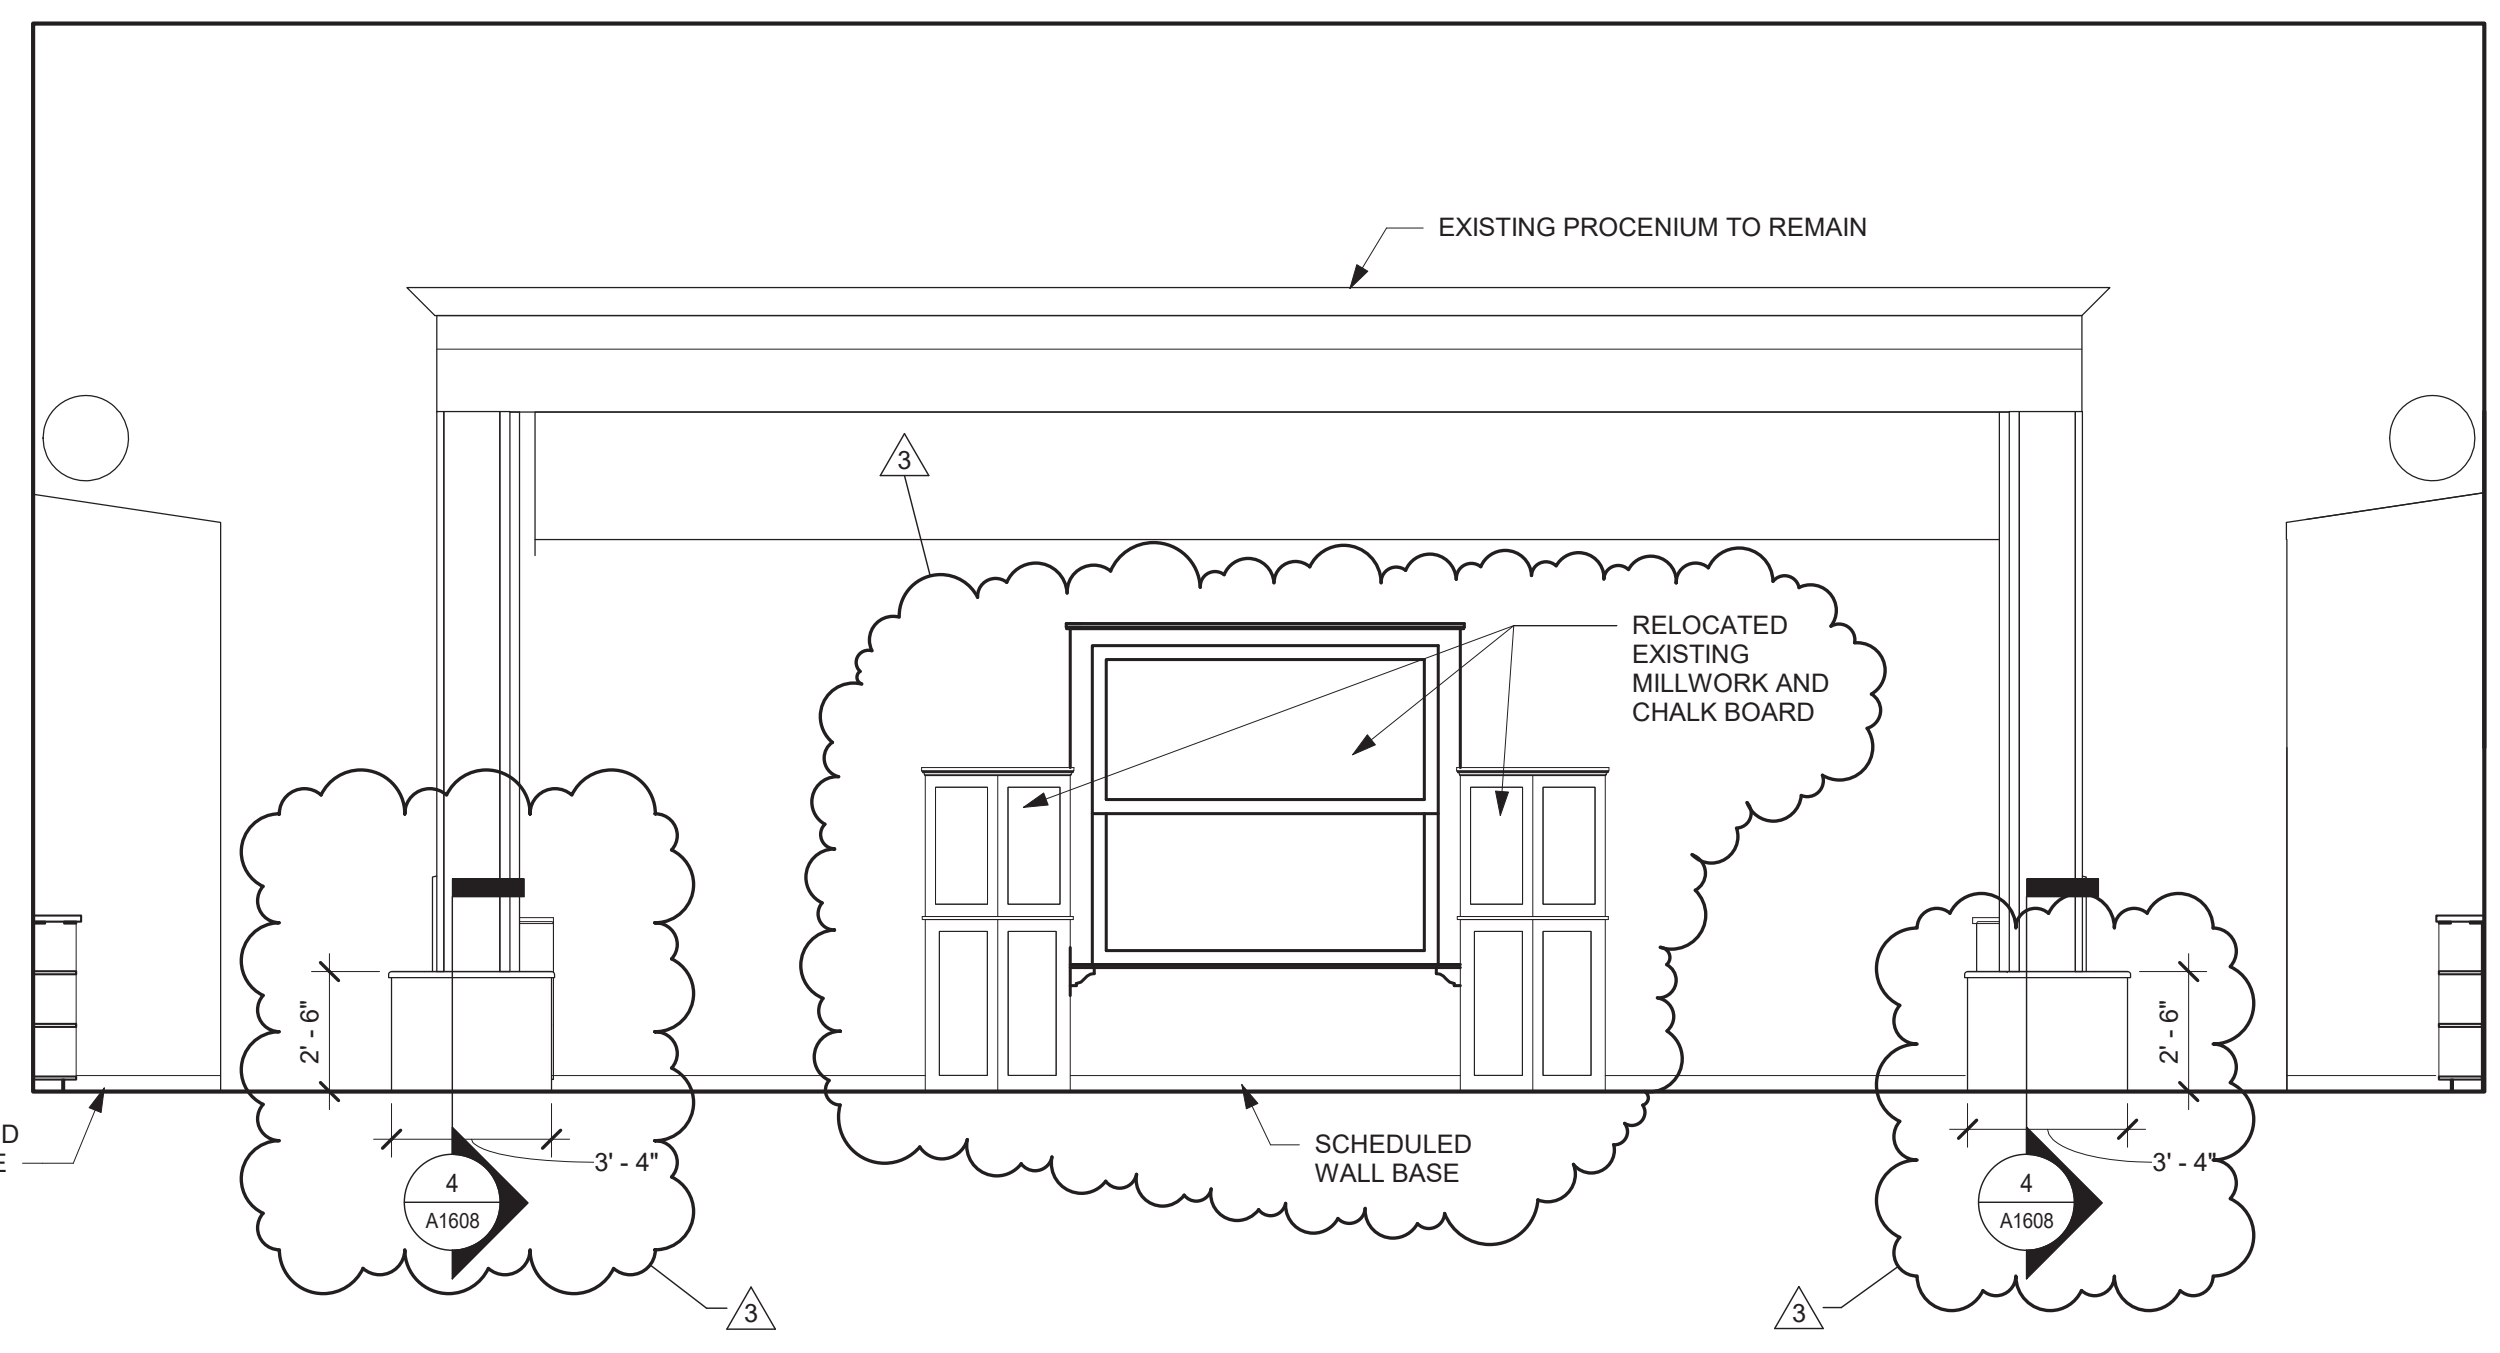 EXISTING PROCENIUM TO REMAIN
3
RELOCATED
EXISTING
MILLWORK AND
CHALK BOARD
2' - 6"
2' - 6"
D
E
SCHEDULED
WALL BASE
3' - 4"
3' - 4"
4
A1608
4
A1608
3
3